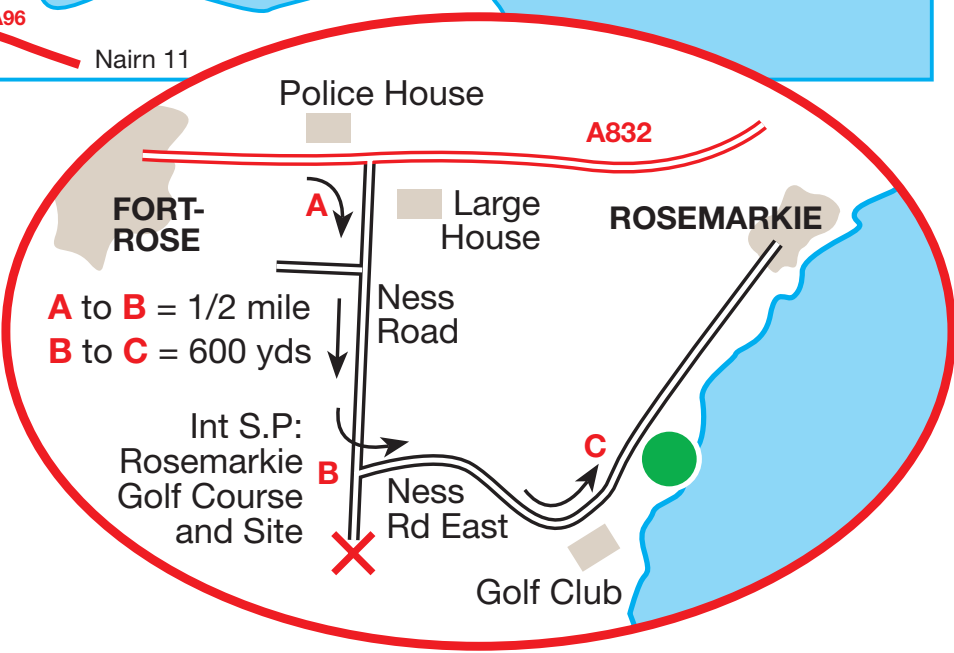 A96
Nairn 11
Police House
A832
A
Large
House
FORT-
ROSE
ROSEMARKIE
A to B = 1/2 mile
B to C = 600 yds
Ness
Road
Int S.P:
Rosemarkie
Golf Course
and Site
B
C
Ness
Rd East
Golf Club